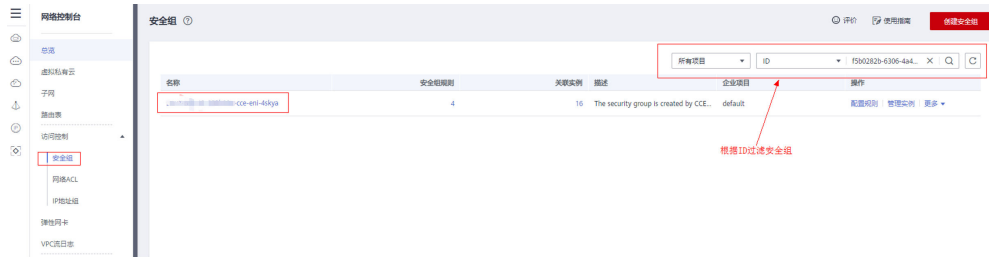 网络控制台
总览
虚拟私有云
子网
路由表
访问控制
安全组
网络ACL
IP地址组
弹性网卡
VPC流日志
安全组
评价 使用指南 创建安全组
所有项目 ID f5b0282b-6306-4a4...
名称 安全组规则 关联实例 描述 企业项目 操作
-cce-eni-4skya 4 16 The security group is created by CCE... default 配置规则 管理实例 更多
根据ID过滤安全组